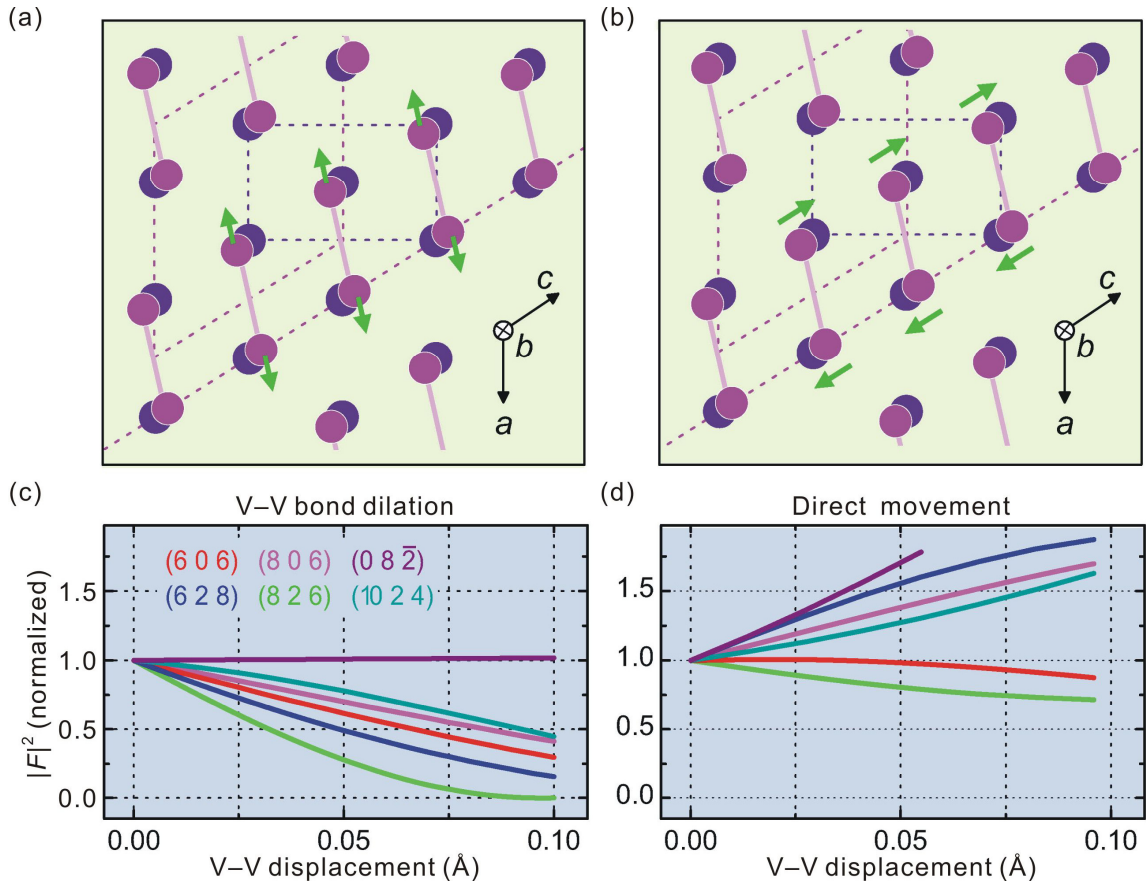 (a)
(b)
c
b
a
c
b
a
(c)
V–V bond dilation
(d)
Direct movement
(6 0 6) (8 0 6) (0 8 2̅)
(6 2 8) (8 2 6) (10 2 4)
|F|² (normalized)
1.5
1.0
0.5
0.0
1.5
1.0
0.5
0.0
0.00 0.05 0.10
V–V displacement (Å)
0.00 0.05 0.10
V–V displacement (Å)